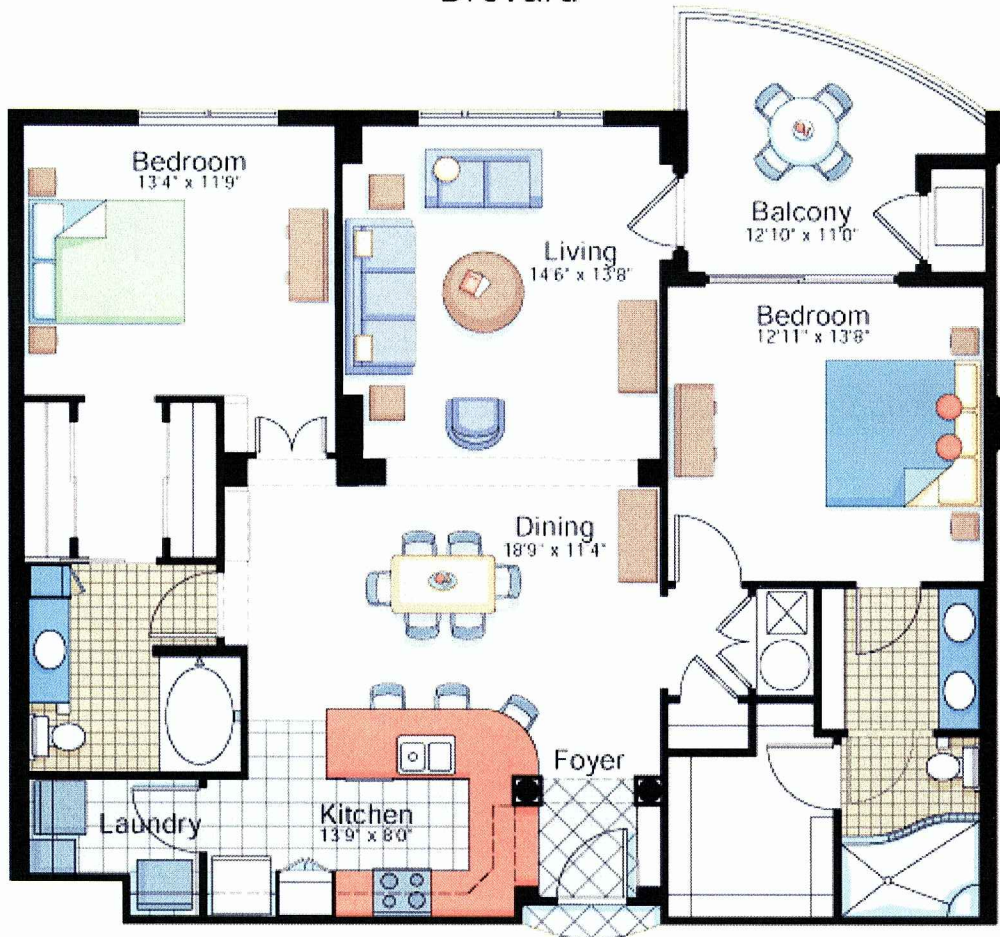 Bedroom
13'4" x 11'9"
Living
14'6" x 13'8"
Balcony
12'10" x 11'0"
Bedroom
12'11" x 13'8"
Dining
18'9" x 11'4"
Foyer
Laundry
Kitchen
13'9" x 8'0"